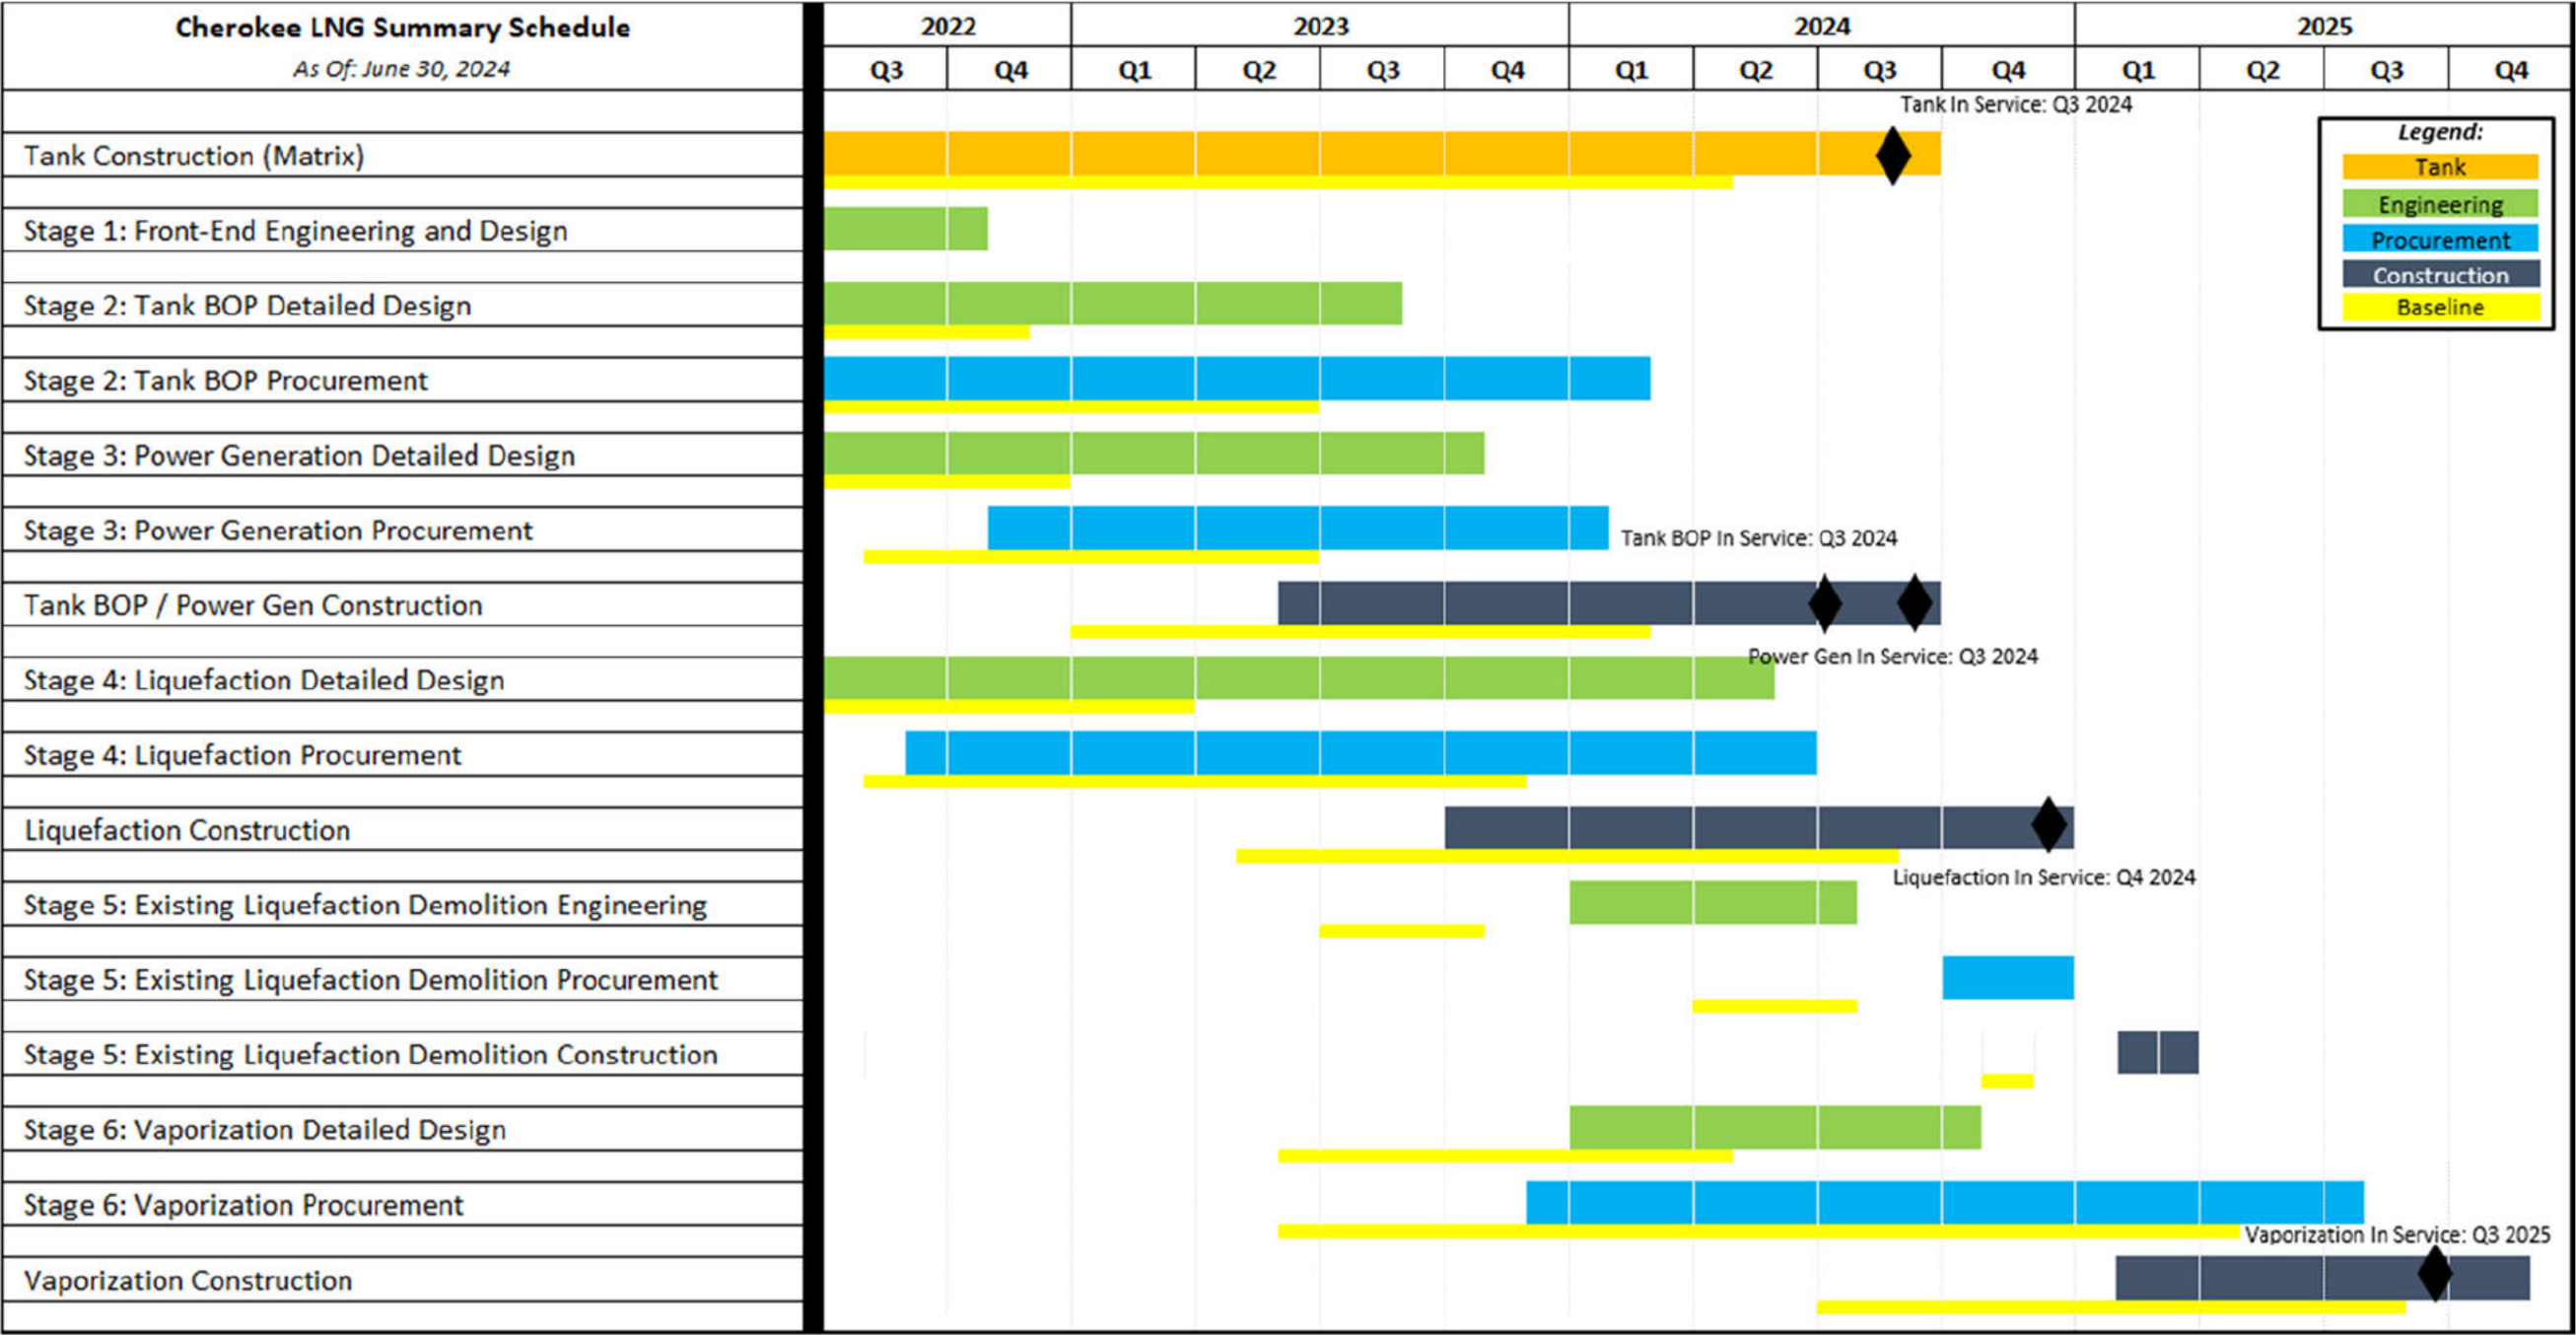 Cherokee LNG Summary Schedule
As Of: June 30, 2024
2022 2023 2024 2025
Q3 Q4 Q1 Q2 Q3 Q4 Q1 Q2 Q3 Q4 Q1 Q2 Q3 Q4
Tank In Service: Q3 2024
Legend:
Tank
Engineering
Procurement
Construction
Baseline
Tank Construction (Matrix)
Stage 1: Front-End Engineering and Design
Stage 2: Tank BOP Detailed Design
Stage 2: Tank BOP Procurement
Stage 3: Power Generation Detailed Design
Stage 3: Power Generation Procurement
Tank BOP In Service: Q3 2024
Tank BOP / Power Gen Construction
Power Gen In Service: Q3 2024
Stage 4: Liquefaction Detailed Design
Stage 4: Liquefaction Procurement
Liquefaction Construction
Liquefaction In Service: Q4 2024
Stage 5: Existing Liquefaction Demolition Engineering
Stage 5: Existing Liquefaction Demolition Procurement
Stage 5: Existing Liquefaction Demolition Construction
Stage 6: Vaporization Detailed Design
Stage 6: Vaporization Procurement
Vaporization In Service: Q3 2025
Vaporization Construction